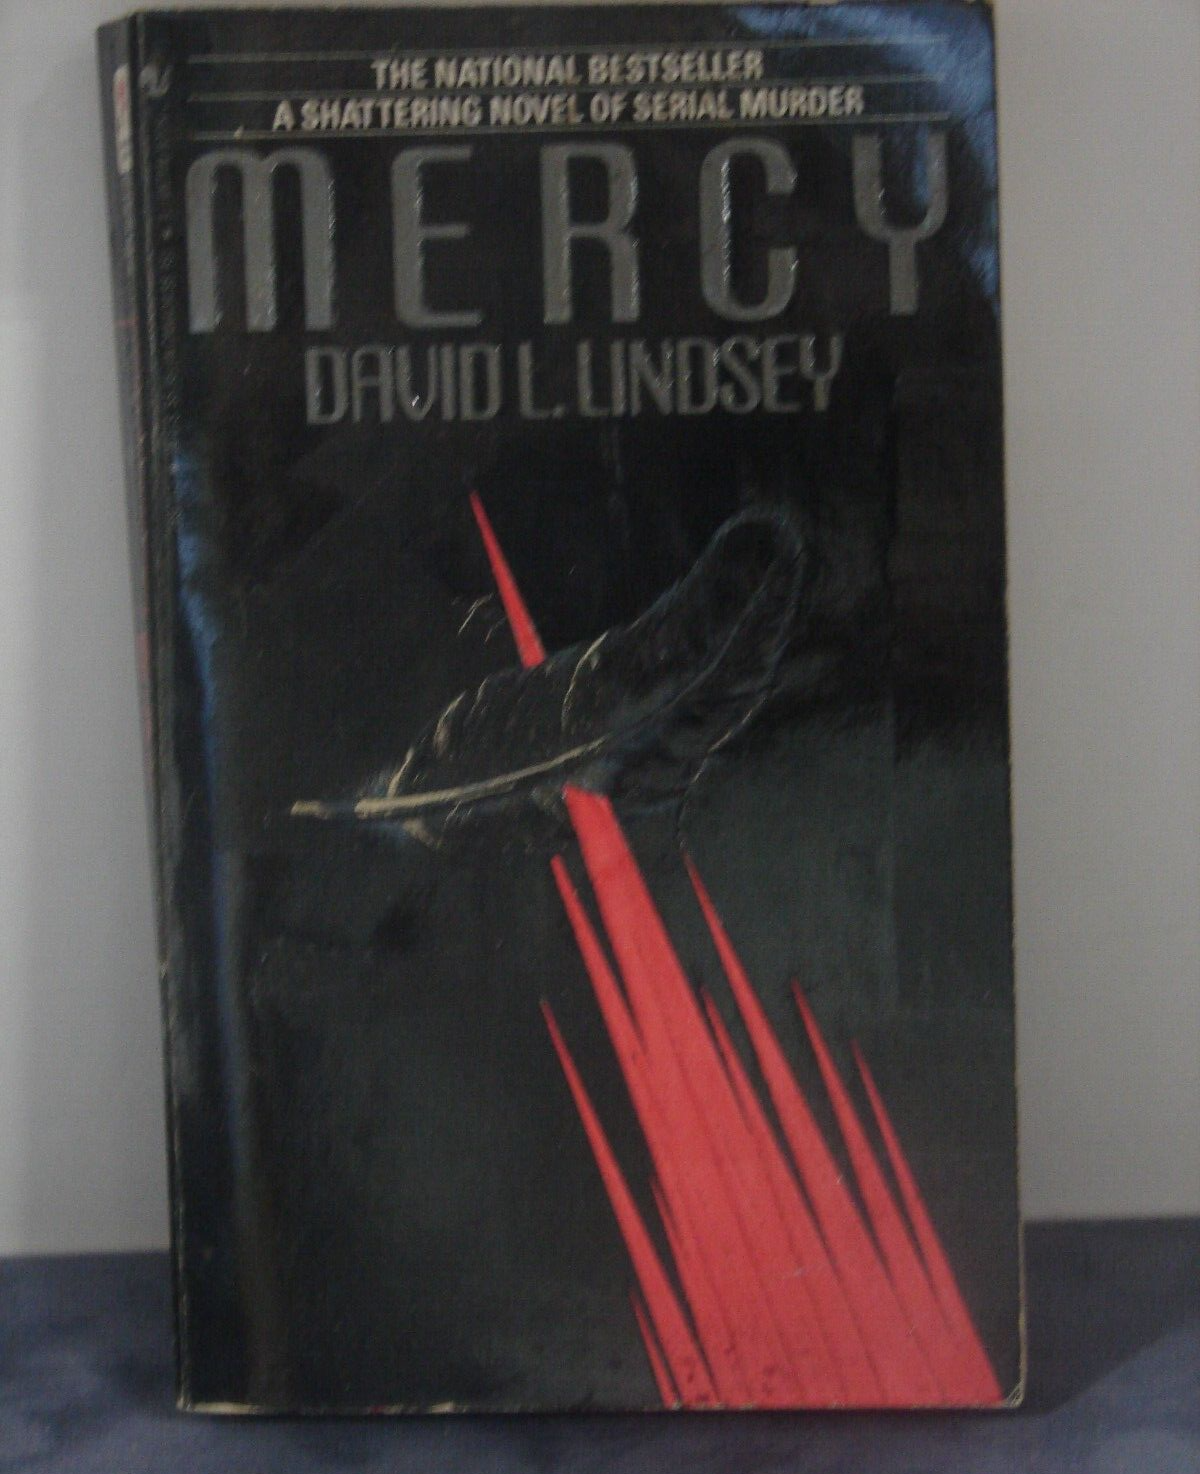 THE NATIONAL BESTSELLER
A SHATTERING NOVEL OF SERIAL MURDER
MERCY
DAVID L. LINDSEY